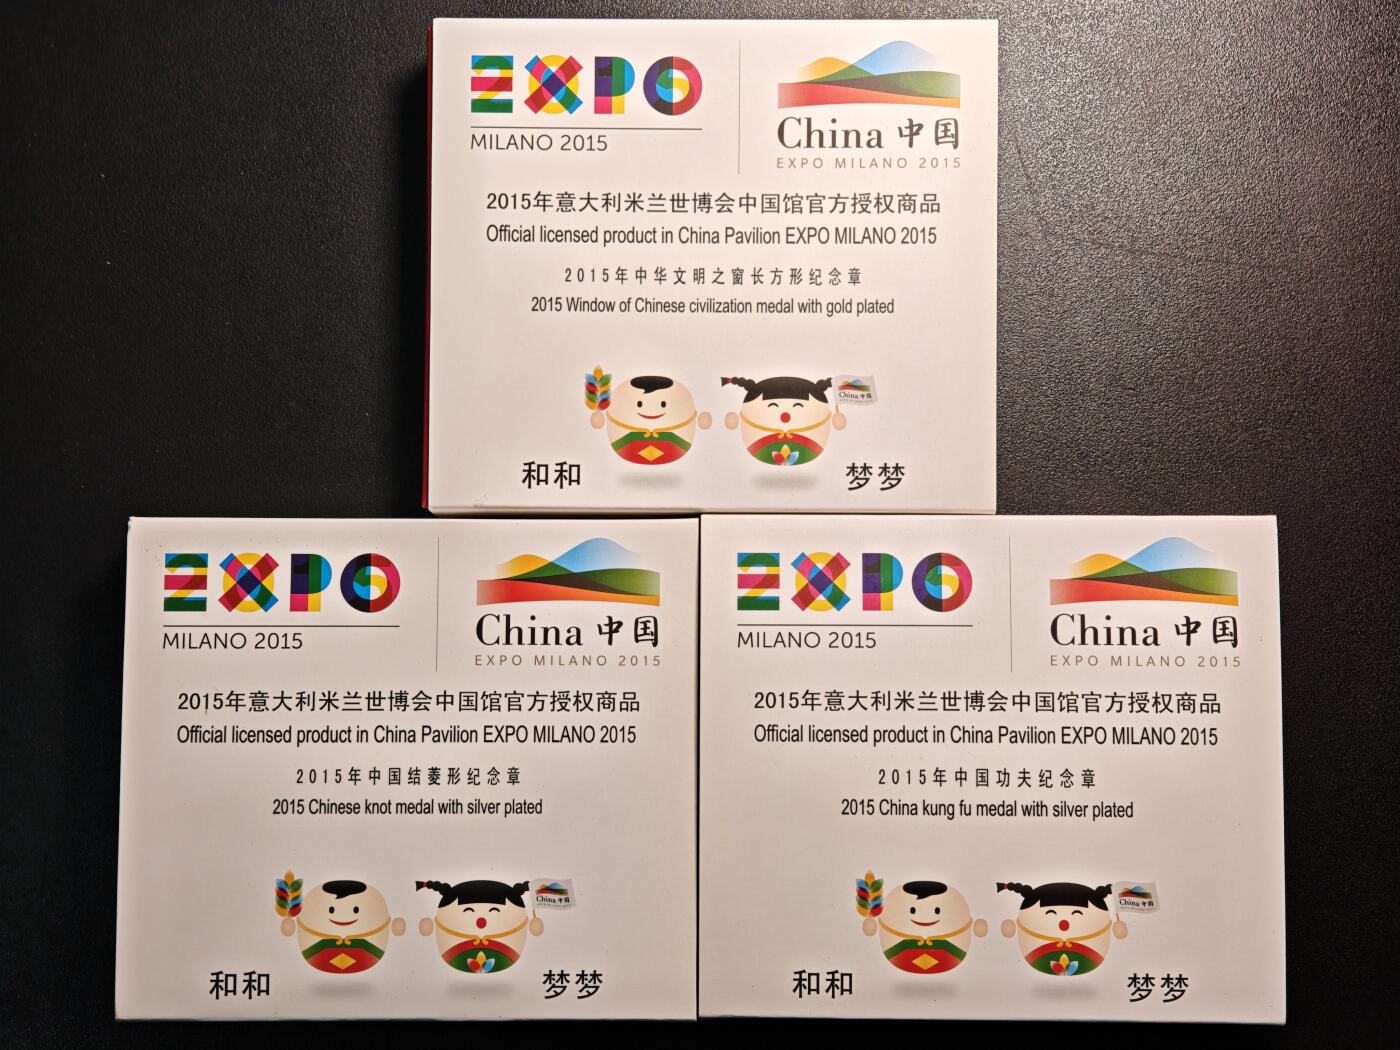 EXPO
MILANO 2015
China 中国
EXPO MILANO 2015
2015年意大利米兰世博会中国馆官方授权商品
Official licensed product in China Pavilion EXPO MILANO 2015
2015年中华文明之窗长方形纪念章
2015 Window of Chinese civilization medal with gold plated
China 中国
和和
梦梦
EXPO
MILANO 2015
China 中国
EXPO MILANO 2015
2015年意大利米兰世博会中国馆官方授权商品
Official licensed product in China Pavilion EXPO MILANO 2015
2015年中国结菱形纪念章
2015 Chinese knot medal with silver plated
China 中国
和和
梦梦
EXPO
MILANO 2015
China 中国
EXPO MILANO 2015
2015年意大利米兰世博会中国馆官方授权商品
Official licensed product in China Pavilion EXPO MILANO 2015
2015年中国功夫纪念章
2015 China kung fu medal with silver plated
China 中国
和和
梦梦